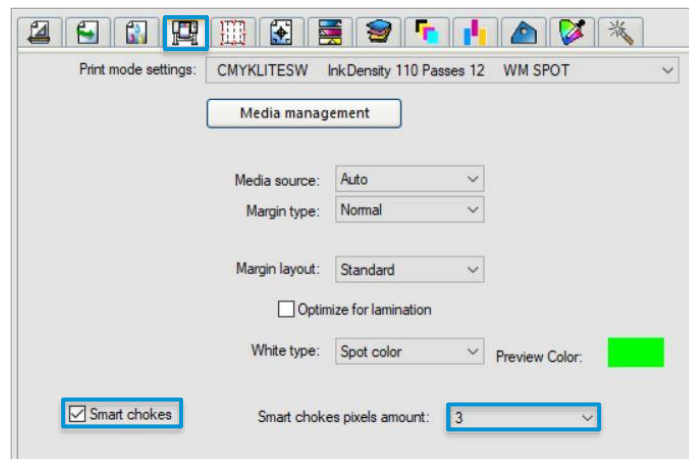 Print mode settings: CMYKLITESW InkDensity 110 Passes 12 WM SPOT
Media management
Media source: Auto
Margin type: Normal
Margin layout: Standard
Optimize for lamination
White type: Spot color Preview Color:
Smart chokes Smart chokes pixels amount: 3